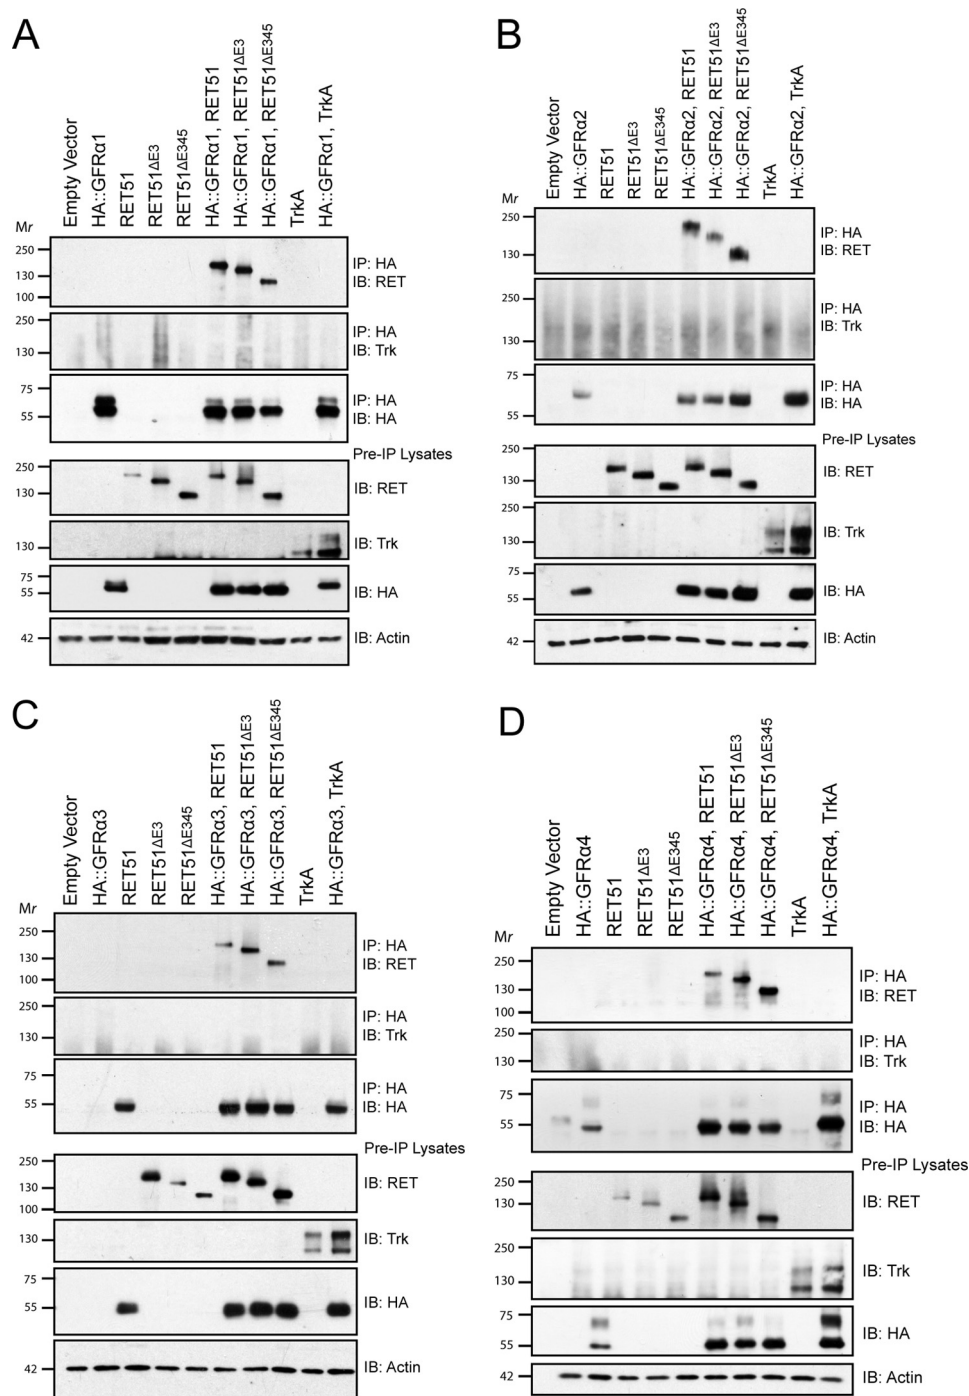 A
Empty Vector
HA::GFRα1
RET51
RET51ΔE3
RET51ΔE345
HA::GFRα1, RET51
HA::GFRα1, RET51ΔE3
HA::GFRα1, RET51ΔE345
TrkA
HA::GFRα1, TrkA
Mr
250
130
100
IP: HA
IB: RET
250
130
IP: HA
IB: Trk
75
55
IP: HA
IB: HA
Pre-IP Lysates
250
130
IB: RET
130
IB: Trk
75
55
IB: HA
42
IB: Actin
B
Empty Vector
HA::GFRα2
RET51
RET51ΔE3
RET51ΔE345
HA::GFRα2, RET51
HA::GFRα2, RET51ΔE3
HA::GFRα2, RET51ΔE345
TrkA
HA::GFRα2, TrkA
Mr
250
130
IP: HA
IB: RET
250
130
IP: HA
IB: Trk
75
55
IP: HA
IB: HA
Pre-IP Lysates
250
130
IB: RET
250
130
IB: Trk
75
55
IB: HA
42
IB: Actin
C
Empty Vector
HA::GFRα3
RET51
RET51ΔE3
RET51ΔE345
HA::GFRα3, RET51
HA::GFRα3, RET51ΔE3
HA::GFRα3, RET51ΔE345
TrkA
HA::GFRα3, TrkA
Mr
250
130
100
IP: HA
IB: RET
250
130
IP: HA
IB: Trk
75
55
IP: HA
IB: HA
Pre-IP Lysates
250
130
100
IB: RET
130
IB: Trk
75
55
IB: HA
42
IB: Actin
D
Empty Vector
HA::GFRα4
RET51
RET51ΔE3
RET51ΔE345
HA::GFRα4, RET51
HA::GFRα4, RET51ΔE3
HA::GFRα4, RET51ΔE345
TrkA
HA::GFRα4, TrkA
Mr
250
130
100
IP: HA
IB: RET
250
130
IP: HA
IB: Trk
75
55
IP: HA
IB: HA
Pre-IP Lysates
250
130
IB: RET
250
130
IB: Trk
75
55
IB: HA
42
IB: Actin